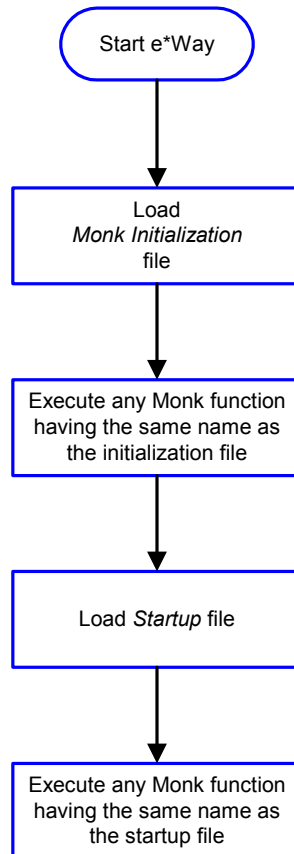 Start e*Way
Load
Monk Initialization
file
Execute any Monk function
having the same name as
the initialization file
Load Startup file
Execute any Monk function
having the same name as
the startup file